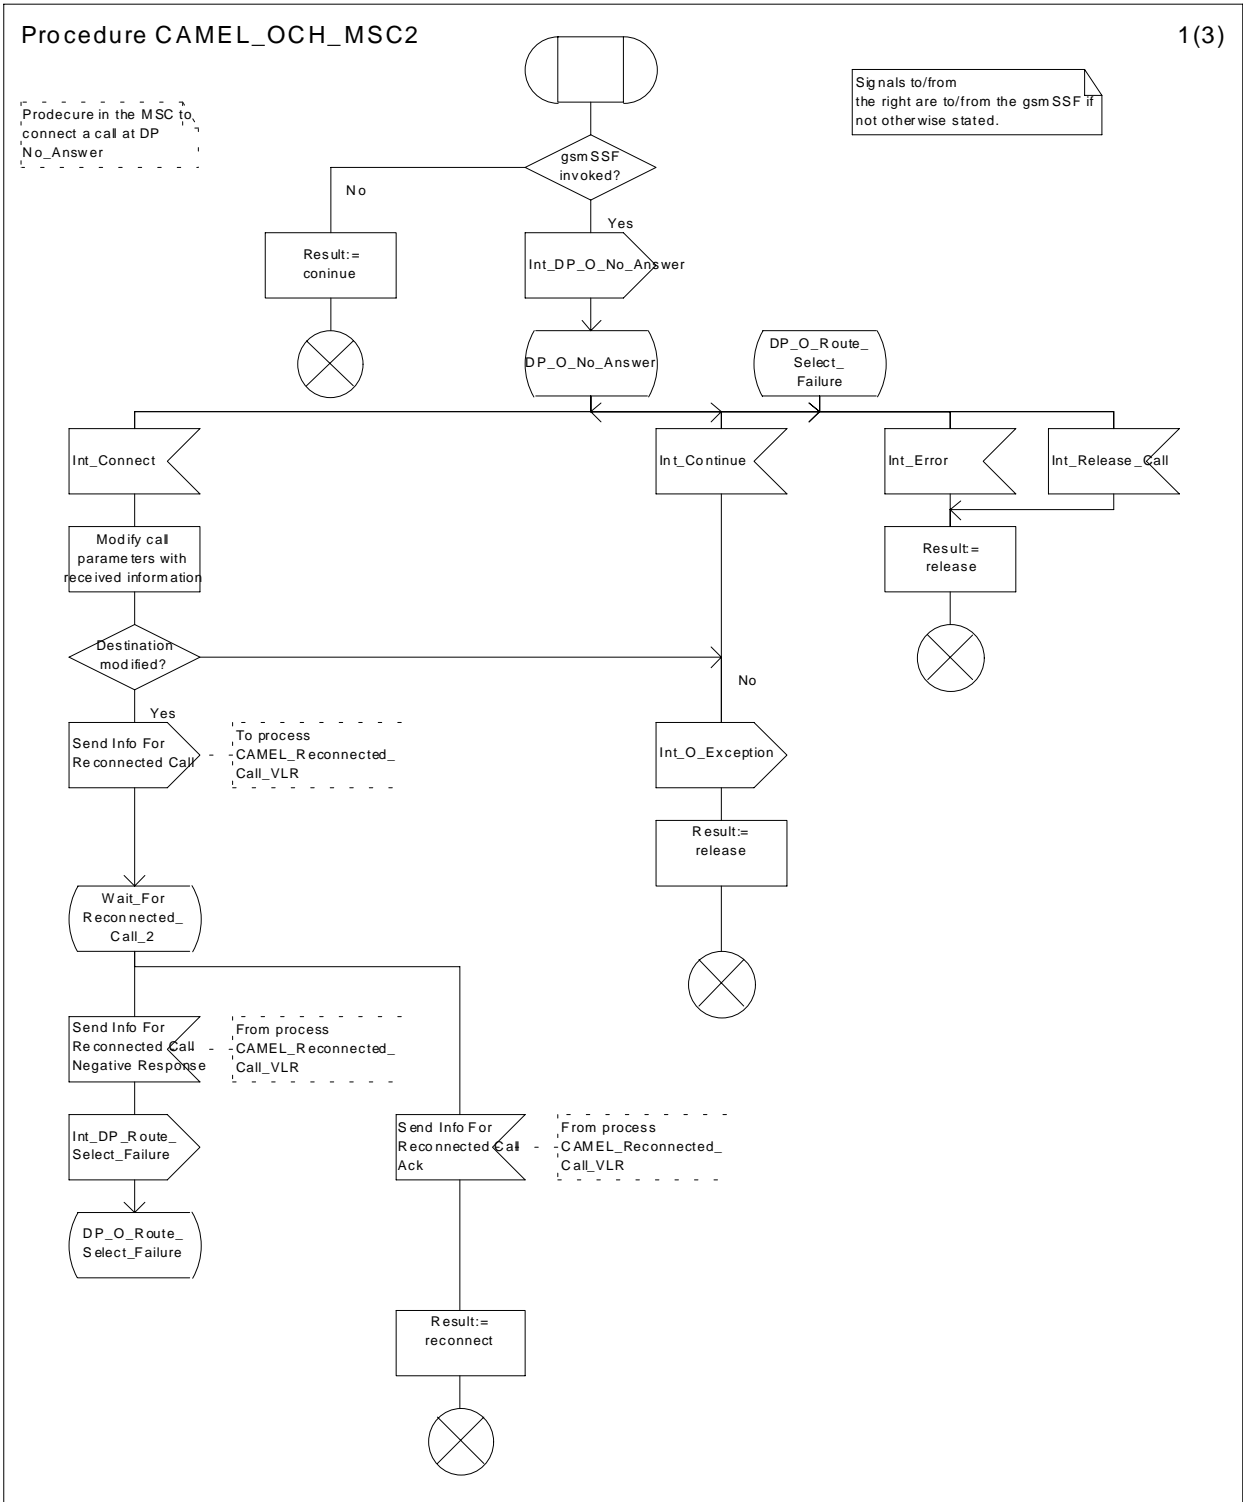 Procedure CAMEL_OCH_MSC2
1(3)
Prodecure in the MSC to
connect a call at DP
No_Answer
Signals to/from
the right are to/from the gsmSSF if
not otherwise stated.
gsmSSF
invoked?
No
Yes
Result:=
coninue
Int_DP_O_No_Answer
DP_O_No_Answer
DP_O_Route_
Select_
Failure
Int_Connect
Int_Continue
Int_Error
Int_Release_Call
Modify call
parameters with
received information
Result:=
release
Destination
modified?
No
Yes
Send Info For
Reconnected Call
To process
CAMEL_Reconnected_
Call_VLR
Int_O_Exception
Result:=
release
Wait_For
Reconnected_
Call_2
Send Info For
Reconnected Call
Negative Response
From process
CAMEL_Reconnected_
Call_VLR
Int_DP_Route_
Select_Failure
Send Info For
Reconnected Call
Ack
From process
CAMEL_Reconnected_
Call_VLR
DP_O_Route_
Select_Failure
Result:=
reconnect